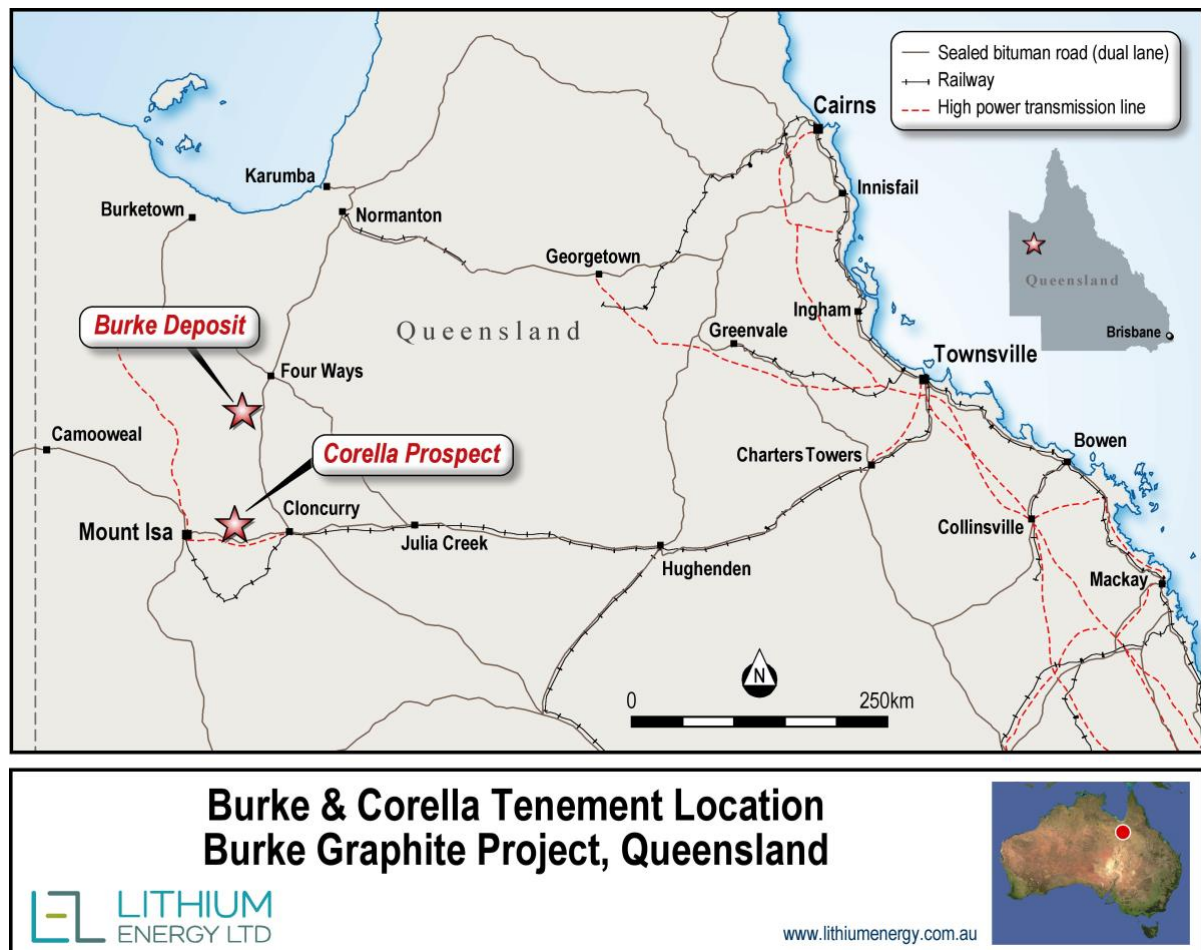 Sealed bituman road (dual lane)
Railway
High power transmission line
Cairns
Karumba
Innisfail
Burketown
Normanton
Georgetown
Queensland
Burke Deposit
Queensland
Ingham
Greenvale
Brisbane
Townsville
Four Ways
Camooweal
Corella Prospect
Bowen
Charters Towers
Cloncurry
Mount Isa
Julia Creek
Collinsville
Hughenden
Mackay
N
0 250km
Burke & Corella Tenement Location
Burke Graphite Project, Queensland
LEL LITHIUM
ENERGY LTD
www.lithiumenergy.com.au